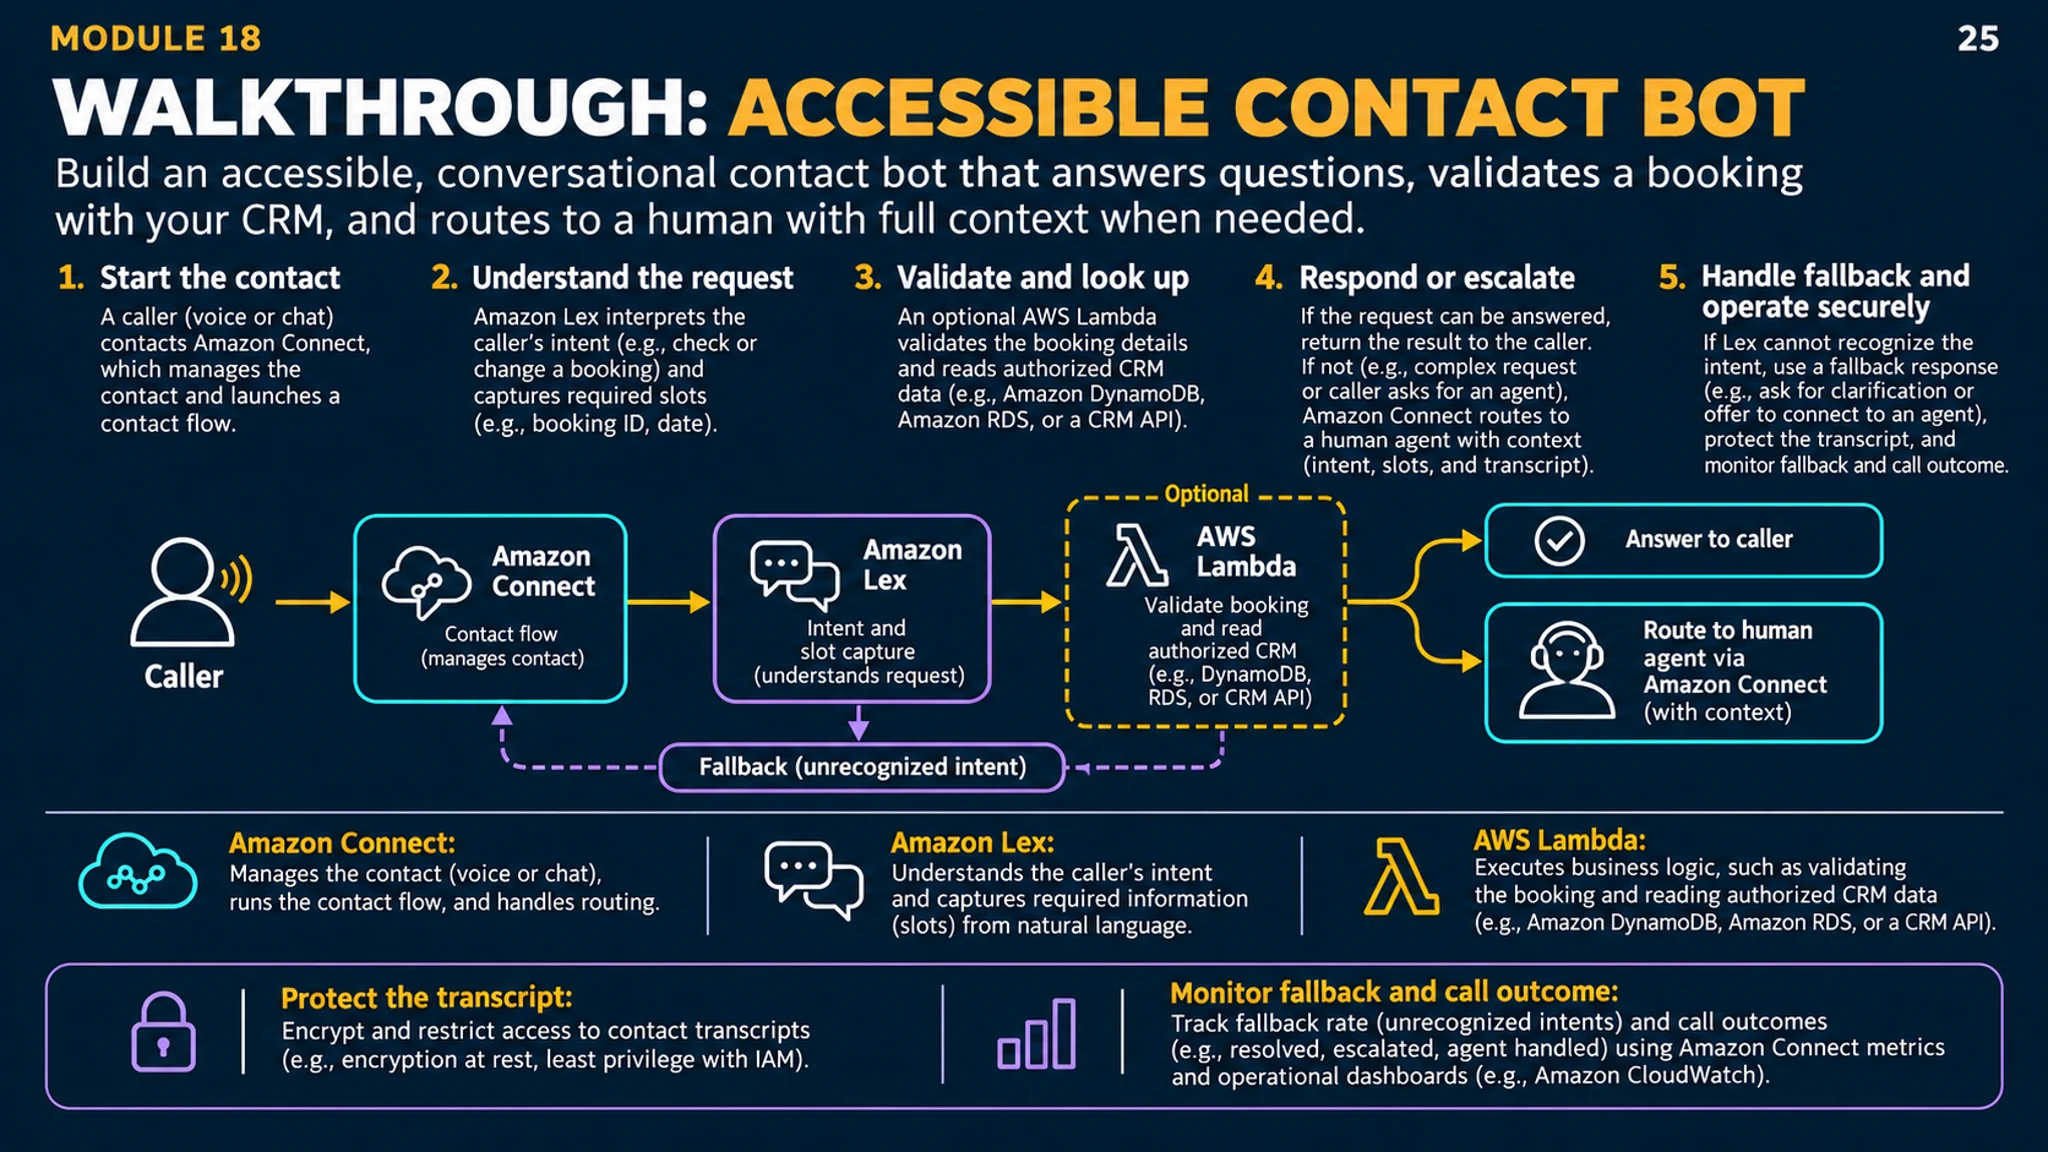 MODULE 18
25
WALKTHROUGH: ACCESSIBLE CONTACT BOT
Build an accessible, conversational contact bot that answers questions, validates a booking
with your CRM, and routes to a human with full context when needed.
1. Start the contact
A caller (voice or chat)
contacts Amazon Connect,
which manages the
contact and launches a
contact flow.
2. Understand the request
Amazon Lex interprets the
caller's intent (e.g., check or
change a booking) and
captures required slots
(e.g., booking ID, date).
3. Validate and look up
An optional AWS Lambda
validates the booking details
and reads authorized CRM
data (e.g., Amazon DynamoDB,
Amazon RDS, or a CRM API).
4. Respond or escalate
If the request can be answered,
return the result to the caller.
If not (e.g., complex request
or caller asks for an agent),
Amazon Connect routes to
a human agent with context
(intent, slots, and transcript).
5. Handle fallback and
operate securely
If Lex cannot recognize the
intent, use a fallback response
(e.g., ask for clarification or
offer to connect to an agent),
protect the transcript, and
monitor fallback and call outcome.
Caller
Amazon
Connect
Contact flow
(manages contact)
Amazon
Lex
Intent and
slot capture
(understands request)
Optional
AWS
Lambda
Validate booking
and read
authorized CRM
(e.g., DynamoDB,
RDS, or CRM API)
Answer to caller
Route to human
agent via
Amazon Connect
(with context)
Fallback (unrecognized intent)
Amazon Connect:
Manages the contact (voice or chat),
runs the contact flow, and handles routing.
Amazon Lex:
Understands the caller's intent
and captures required information
(slots) from natural language.
AWS Lambda:
Executes business logic, such as validating
the booking and reading authorized CRM data
(e.g., Amazon DynamoDB, Amazon RDS, or a CRM API).
Protect the transcript:
Encrypt and restrict access to contact transcripts
(e.g., encryption at rest, least privilege with IAM).
Monitor fallback and call outcome:
Track fallback rate (unrecognized intents) and call outcomes
(e.g., resolved, escalated, agent handled) using Amazon Connect metrics
and operational dashboards (e.g., Amazon CloudWatch).